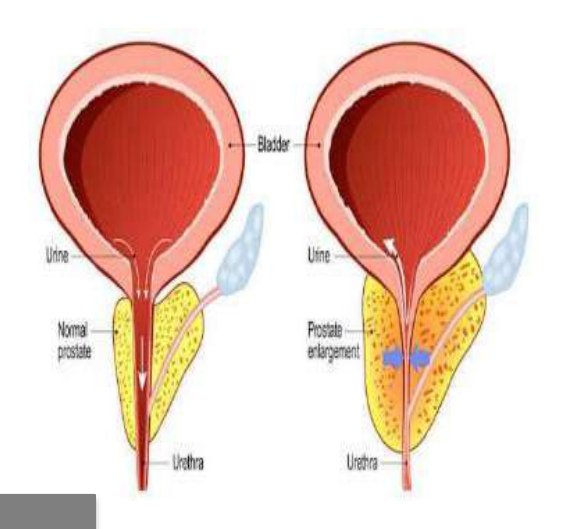 Bladder
Urine
Urine
Normal
prostate
Prostate
enlargement
Urethra
Urethra